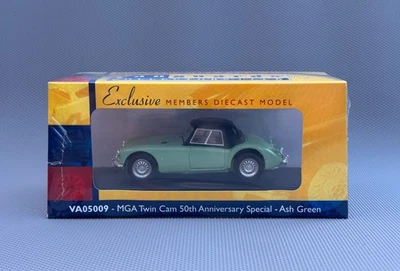 Exclusive MEMBERS DIECAST MODEL
VA05009 - MGA Twin Cam 50th Anniversary Special - Ash Green